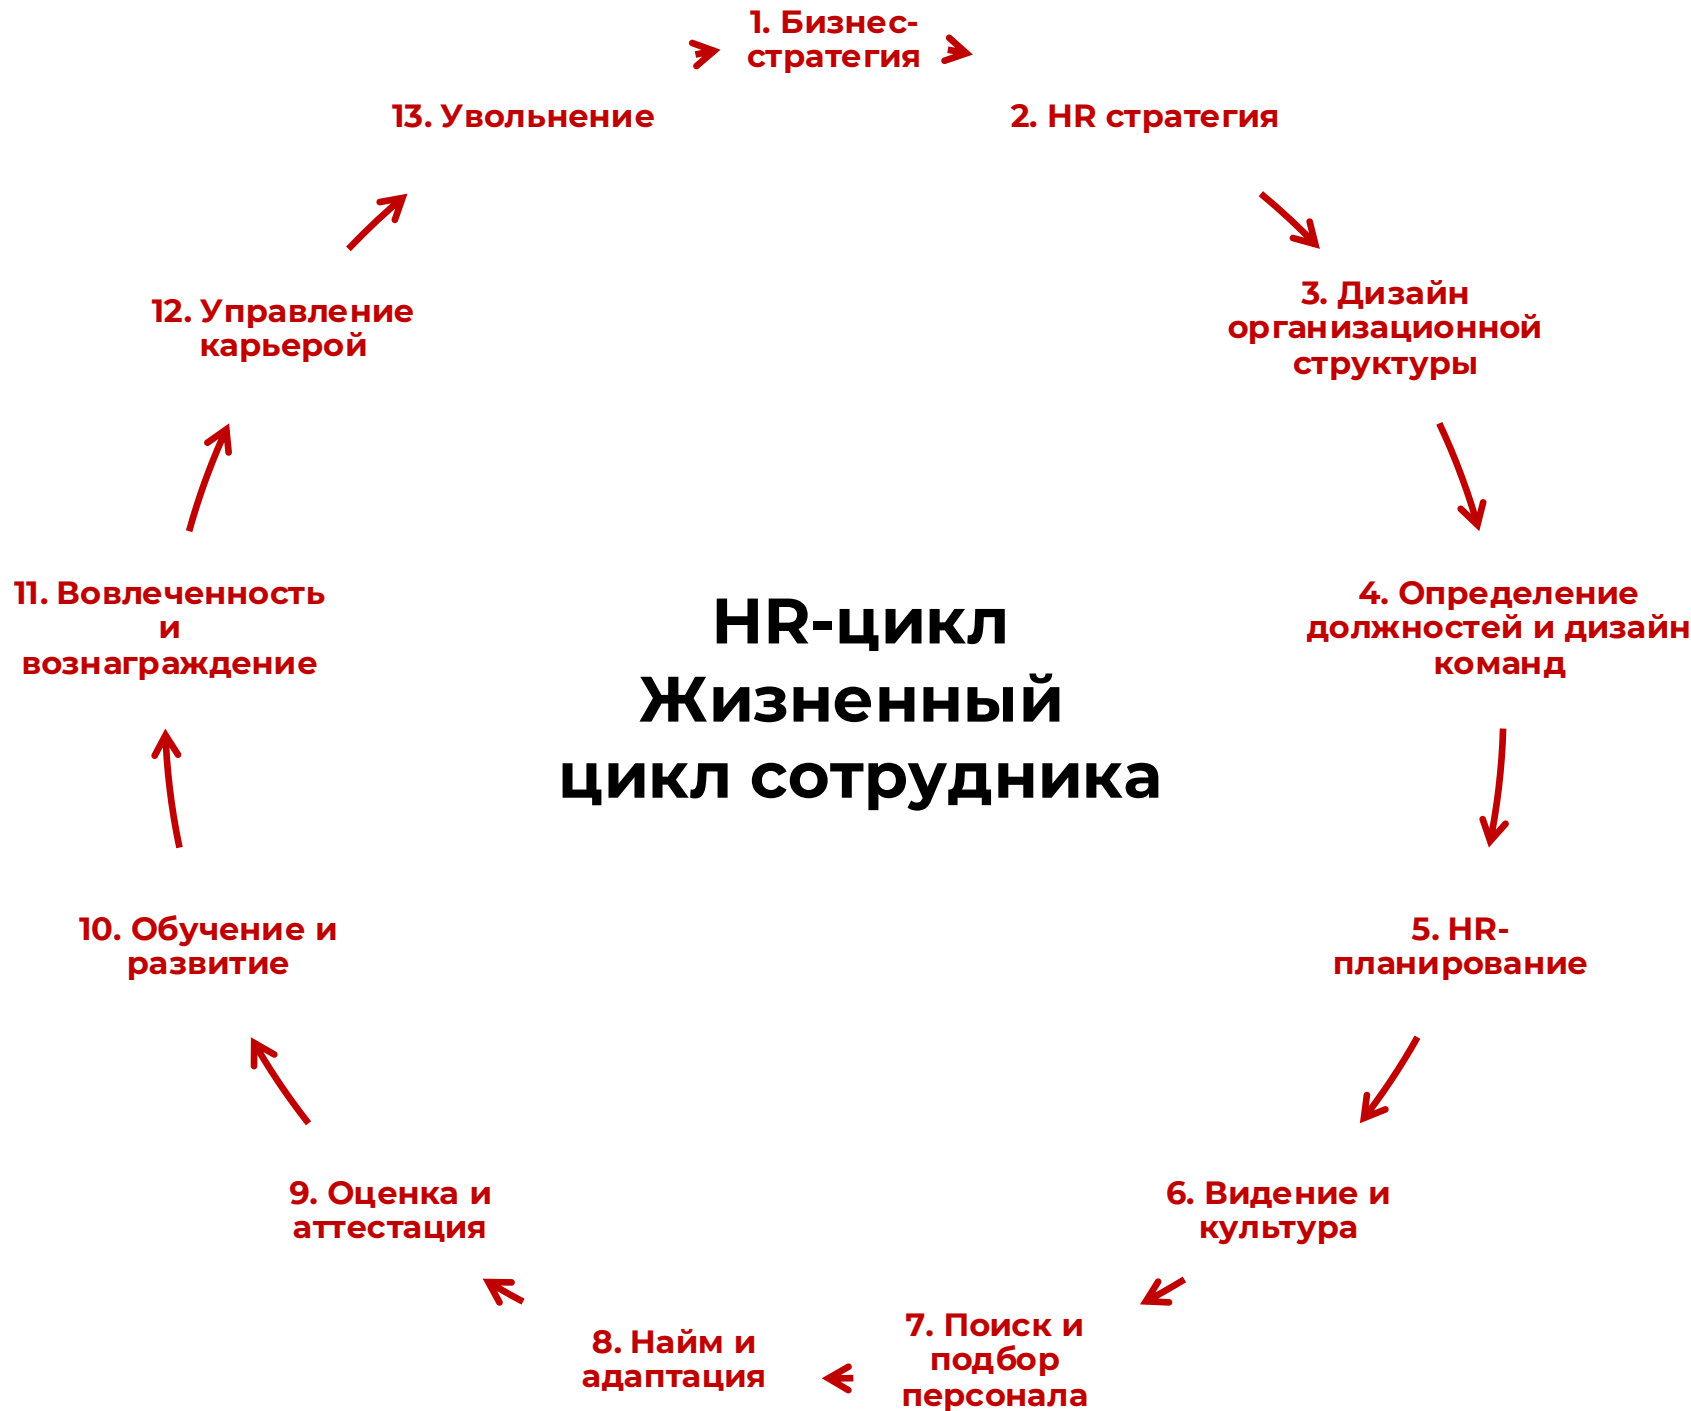 1. Бизнес-
стратегия
2. HR стратегия
3. Дизайн
организационной
структуры
4. Определение
должностей и дизайн
команд
5. HR-
планирование
6. Видение и
культура
7. Поиск и
подбор
персонала
8. Найм и
адаптация
9. Оценка и
аттестация
10. Обучение и
развитие
11. Вовлеченность
и
вознаграждение
12. Управление
карьерой
13. Увольнение
HR-цикл
Жизненный
цикл сотрудника